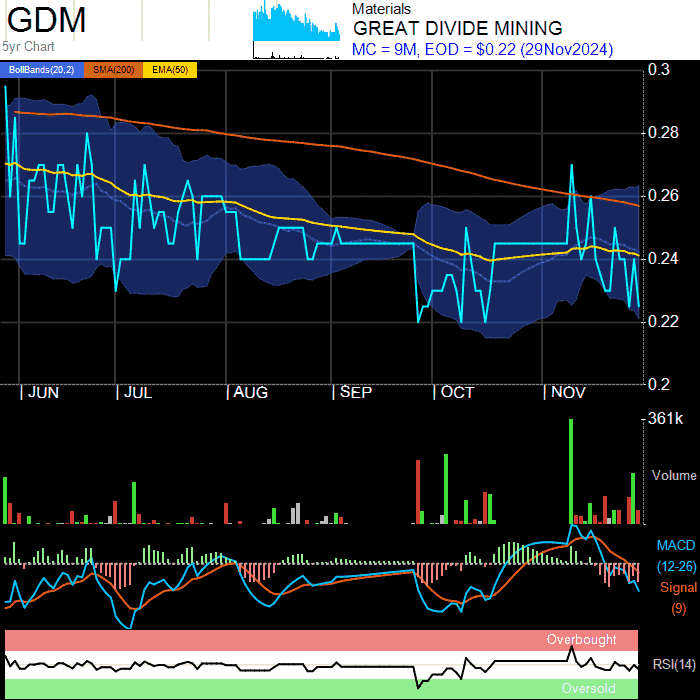 GDM
5yr Chart
Materials
GREAT DIVIDE MINING
MC = 9M, EOD = $0.22 (29Nov2024)
BollBands(20,2) SMA(200) EMA(50)
0.3
0.28
0.26
0.24
0.22
0.2
JUN JUL AUG SEP OCT NOV
361k
Volume
MACD
(12-26)
Signal
(9)
Overbought
RSI(14)
Oversold